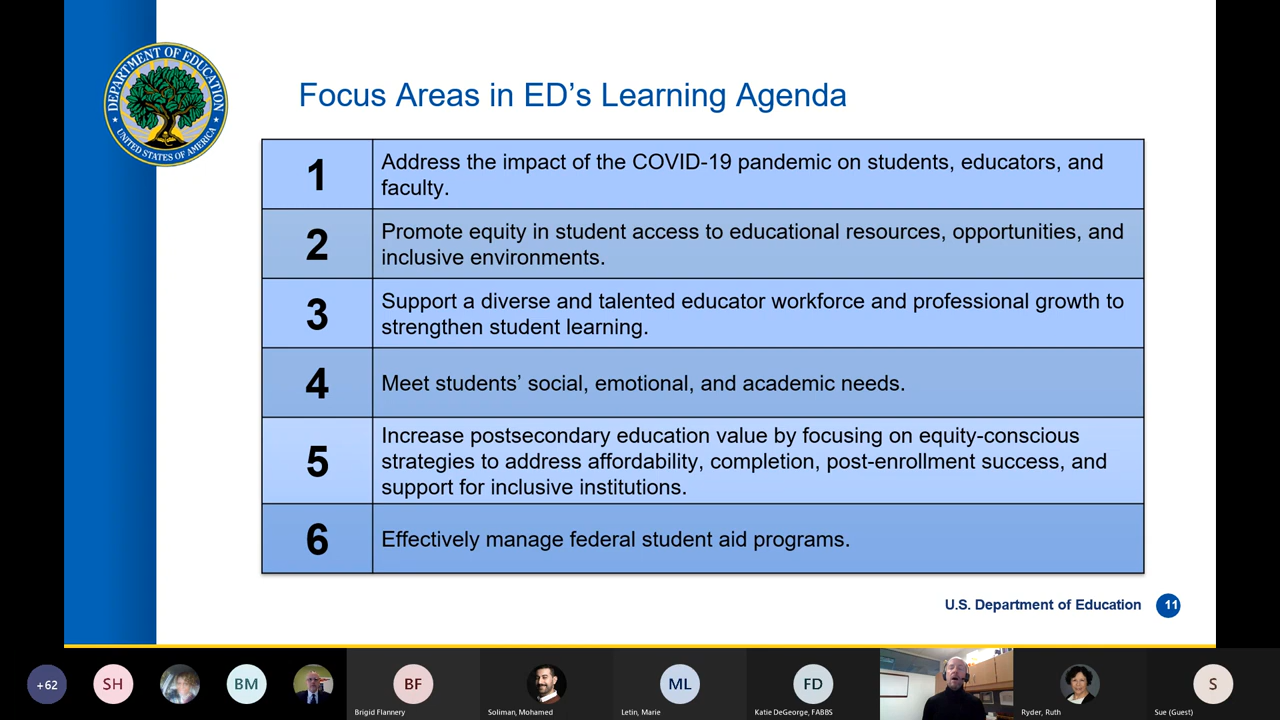 DEPARTMENT OF EDUCATION
UNITED STATES OF AMERICA
Focus Areas in ED’s Learning Agenda
1
Address the impact of the COVID-19 pandemic on students, educators, and
faculty.
2
Promote equity in student access to educational resources, opportunities, and
inclusive environments.
3
Support a diverse and talented educator workforce and professional growth to
strengthen student learning.
4
Meet students’ social, emotional, and academic needs.
5
Increase postsecondary education value by focusing on equity-conscious
strategies to address affordability, completion, post-enrollment success, and
support for inclusive institutions.
6
Effectively manage federal student aid programs.
U.S. Department of Education 11
+62
SH
BM
BF
ML
FD
S
Brigid Flannery
Soliman, Mohamed
Letin, Marie
Katie DeGeorge, FABBS
Ryder, Ruth
Sue (Guest)